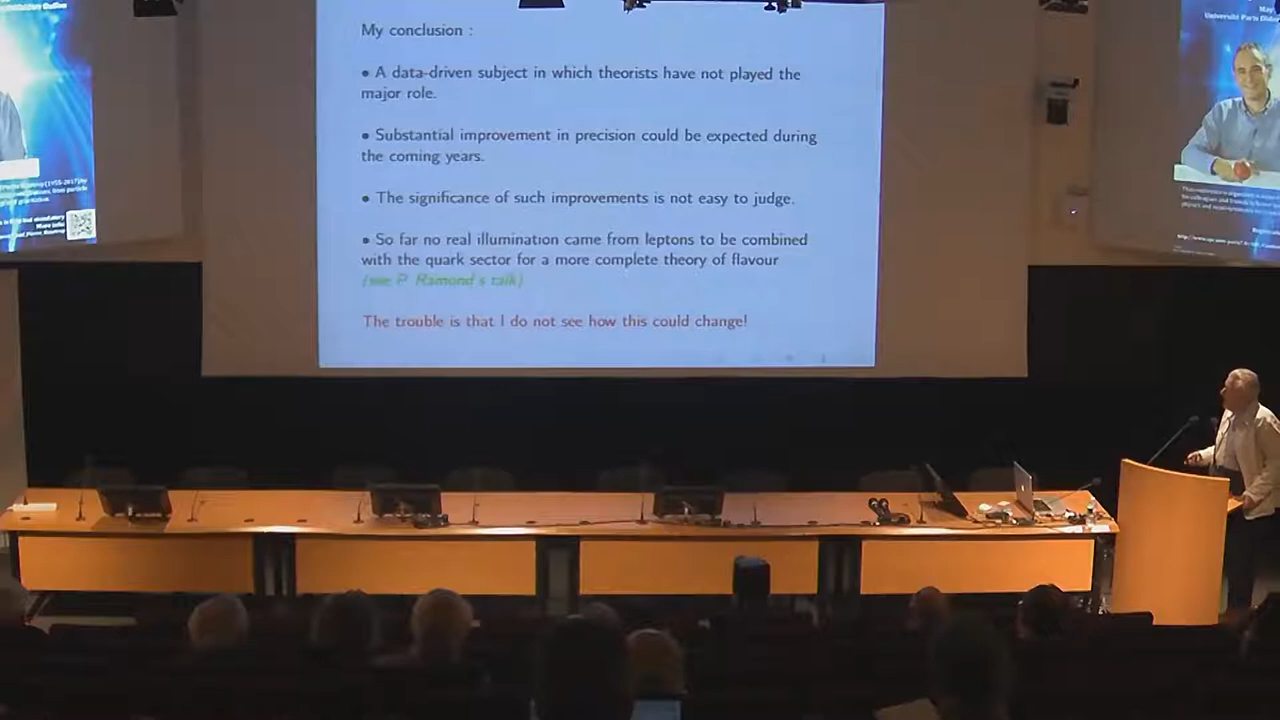 My conclusion :
• A data-driven subject in which theorists have not played the
major role.
• Substantial improvement in precision could be expected during
the coming years.
• The significance of such improvements is not easy to judge.
• So far no real illumination came from leptons to be combined
with the quark sector for a more complete theory of flavour
(see P. Ramond's talk)
The trouble is that I do not see how this could change!
May
Université Paris